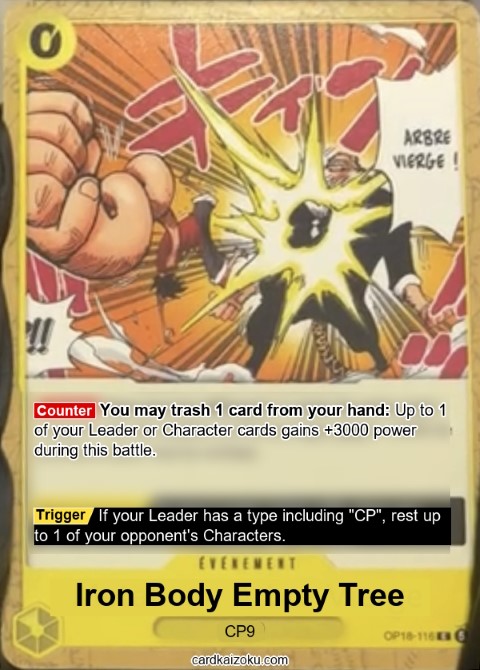 0
ARBRE
VIERGE !
!!
Counter You may trash 1 card from your hand: Up to 1
of your Leader or Character cards gains +3000 power
during this battle.
Trigger If your Leader has a type including "CP", rest up
to 1 of your opponent's Characters.
ÉVÉNEMENT
Iron Body Empty Tree
CP9
OP18-116 C
cardkaizoku.com